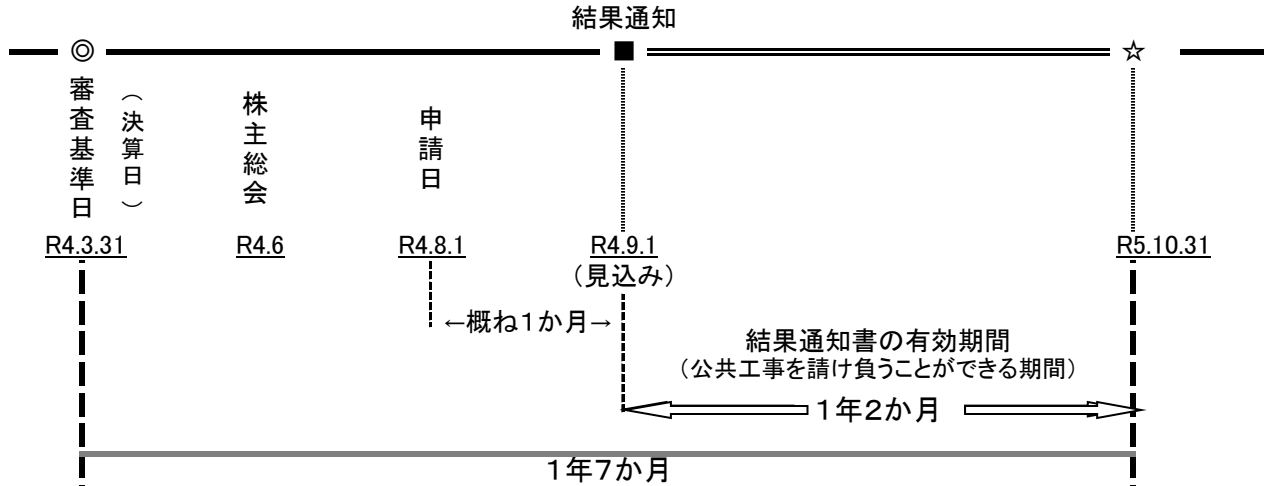 結果通知
◎ ■ ☆
審査基準日
(決算日)
株主総会
申請日
R4.3.31 R4.6 R4.8.1 R4.9.1 R5.10.31
(見込み)
←概ね1か月→
結果通知書の有効期間
(公共工事を請け負うことができる期間)
1年2か月
1年7か月